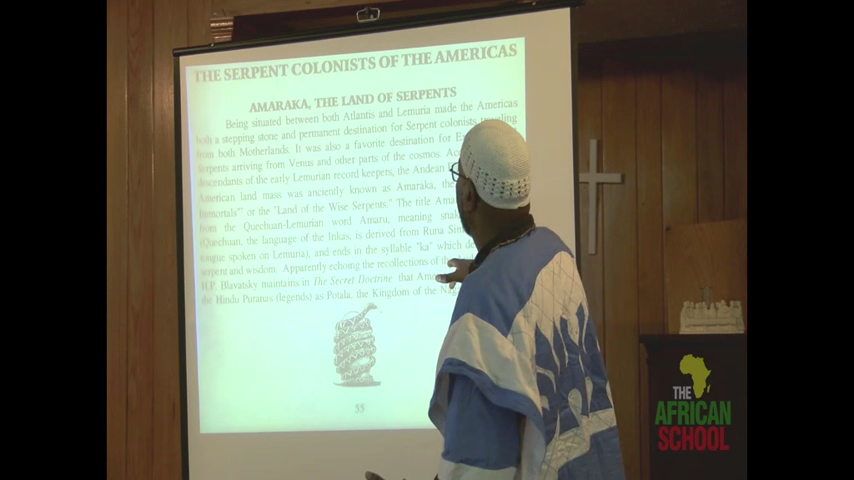 THE SERPENT COLONISTS OF THE AMERICAS
AMARAKA, THE LAND OF SERPENTS
Being situated between both Atlantis and Lemuria made the Americas
both a stepping stone and permanent destination for Serpent colonists traveling
from both Motherlands. It was also a favorite destination for
Serpents arriving from Venus and other parts of the cosmos.
descendants of the early Lemurian record keepers, the Andean
American land mass was anciently known as Amaraka, the
Immortals" or the "Land of the Wise Serpents." The title
from the Quechuan-Lemurian word Amaru, meaning
(Quechuan, the language of the Inkas, is derived from Runa
tongue spoken on Lemuria), and ends in the syllable "ka" which
serpent and wisdom. Apparently echoing the recollections of
H.P. Blavatsky maintains in The Secret Doctrine that
the Hindu Puranas (legends) as Potala, the Kingdom of the
55
THE
AFRICAN
SCHOOL